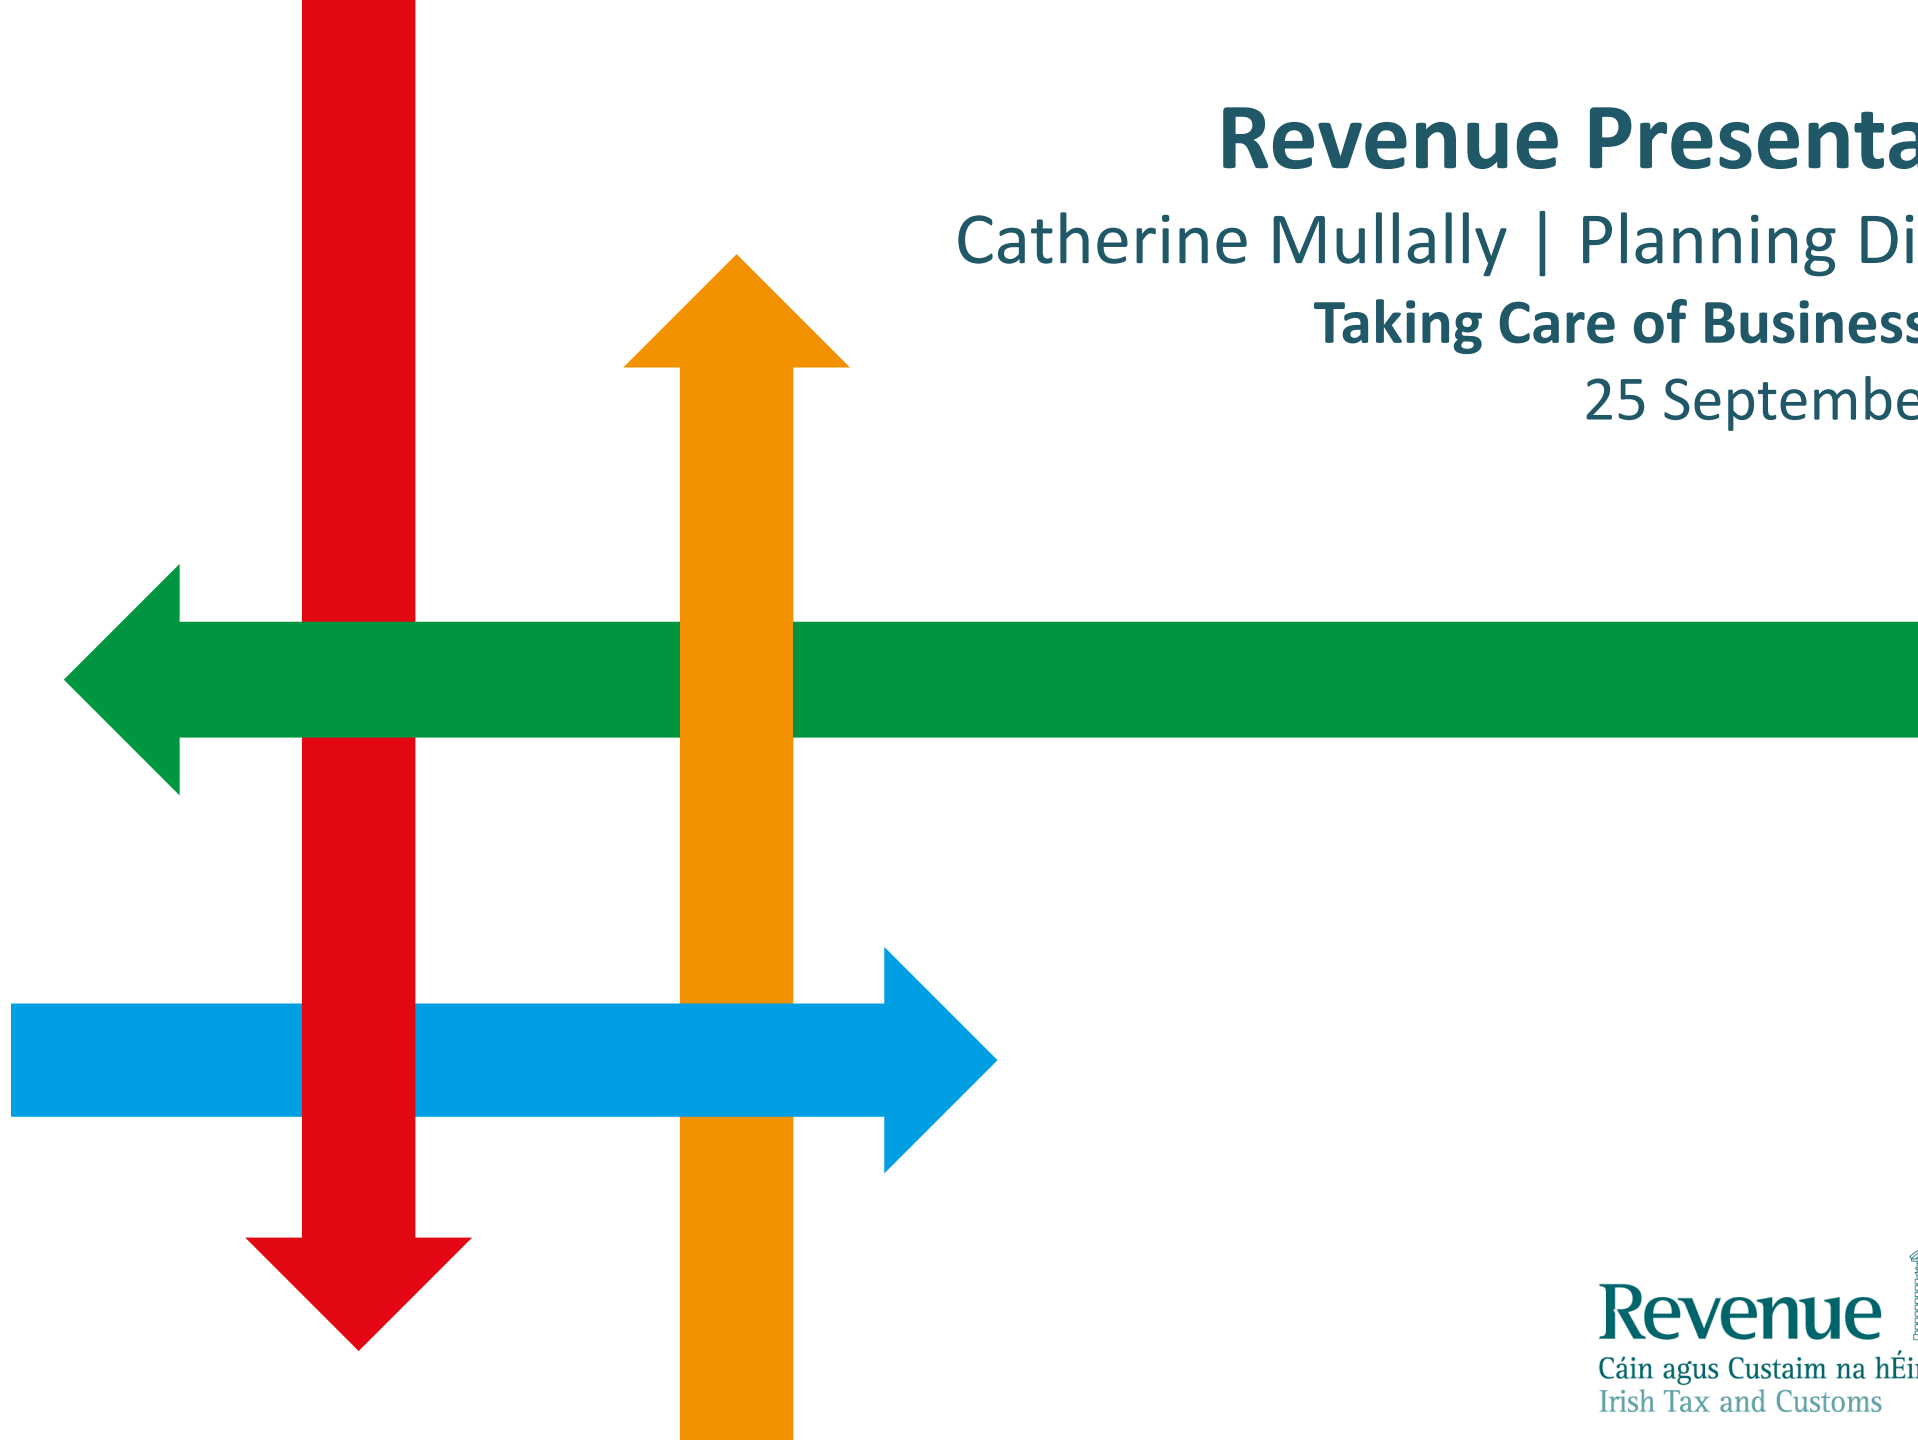 Revenue Presenta
Catherine Mullally | Planning Di
Taking Care of Business
25 Septembe
Revenue
Cáin agus Custaim na hÉir
Irish Tax and Customs